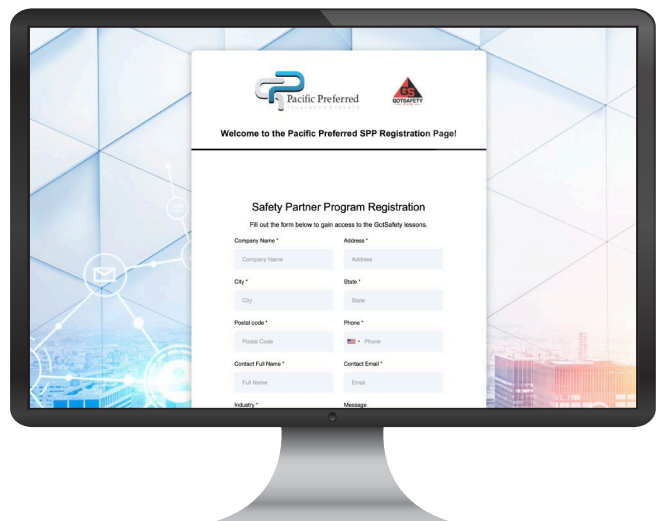 Pacific Preferred
GS
GOTSAFETY
Welcome to the Pacific Preferred SPP Registration Page!
Safety Partner Program Registration
Fill out the form below to gain access to the GotSafety lessons.
Company Name * Address *
Company Name Address
City * State *
City State
Postal code * Phone *
Postal Code Phone
Contact Full Name * Contact Email *
Full Name Email
Industry * Message